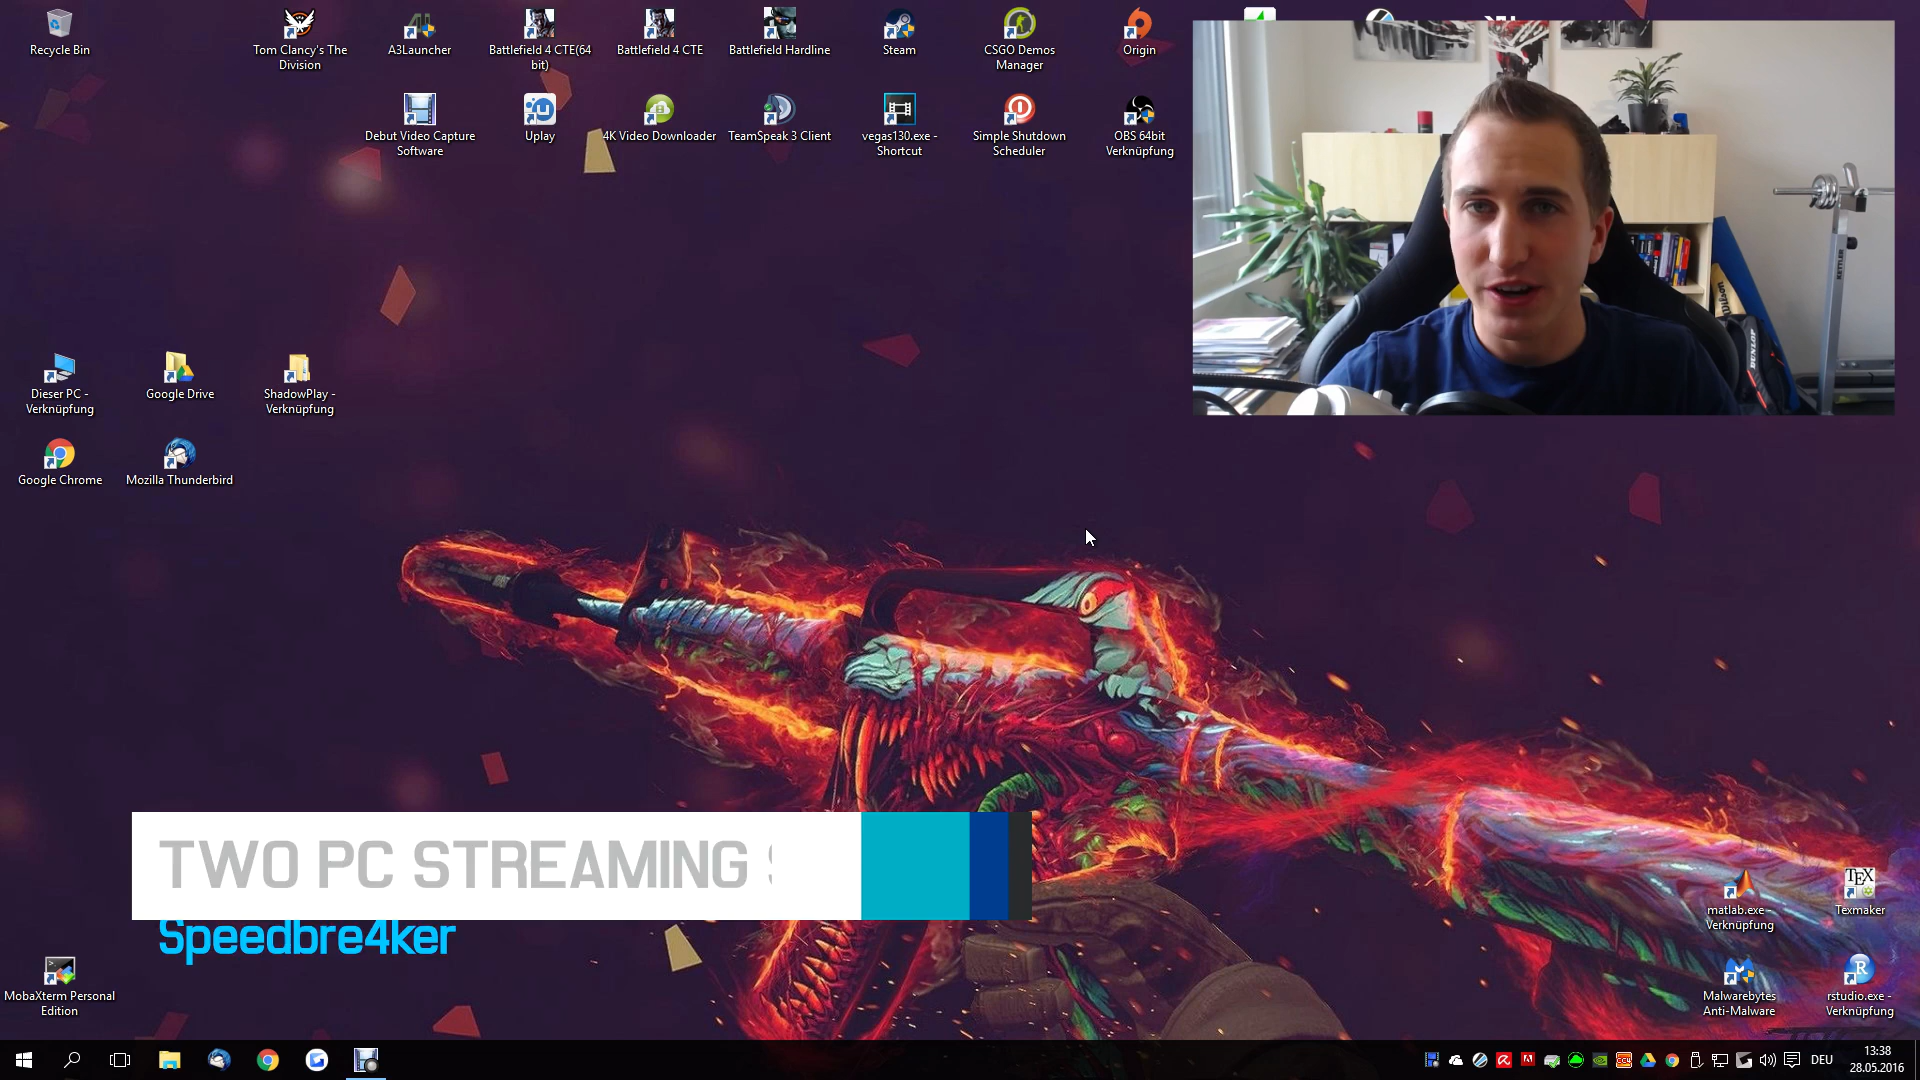 Recycle Bin
Tom Clancy's The
Division
A3Launcher
Battlefield 4 CTE(64
bit)
Battlefield 4 CTE
Battlefield Hardline
Steam
CSGO Demos
Manager
Origin
Debut Video Capture
Software
Uplay
4K Video Downloader
TeamSpeak 3 Client
vegas130.exe -
Shortcut
Simple Shutdown
Scheduler
OBS 64bit
Verknüpfung
KETTLER
Wilson
DUNLOP
Dieser PC -
Verknüpfung
Google Drive
ShadowPlay -
Verknüpfung
Google Chrome
Mozilla Thunderbird
TWO PC STREAMING
Speedbre4ker
TEX
matlab.exe -
Verknüpfung
Texmaker
MobaXterm Personal
Edition
Malwarebytes
Anti-Malware
rstudio.exe -
Verknüpfung
DEU
13:38
28.05.2016